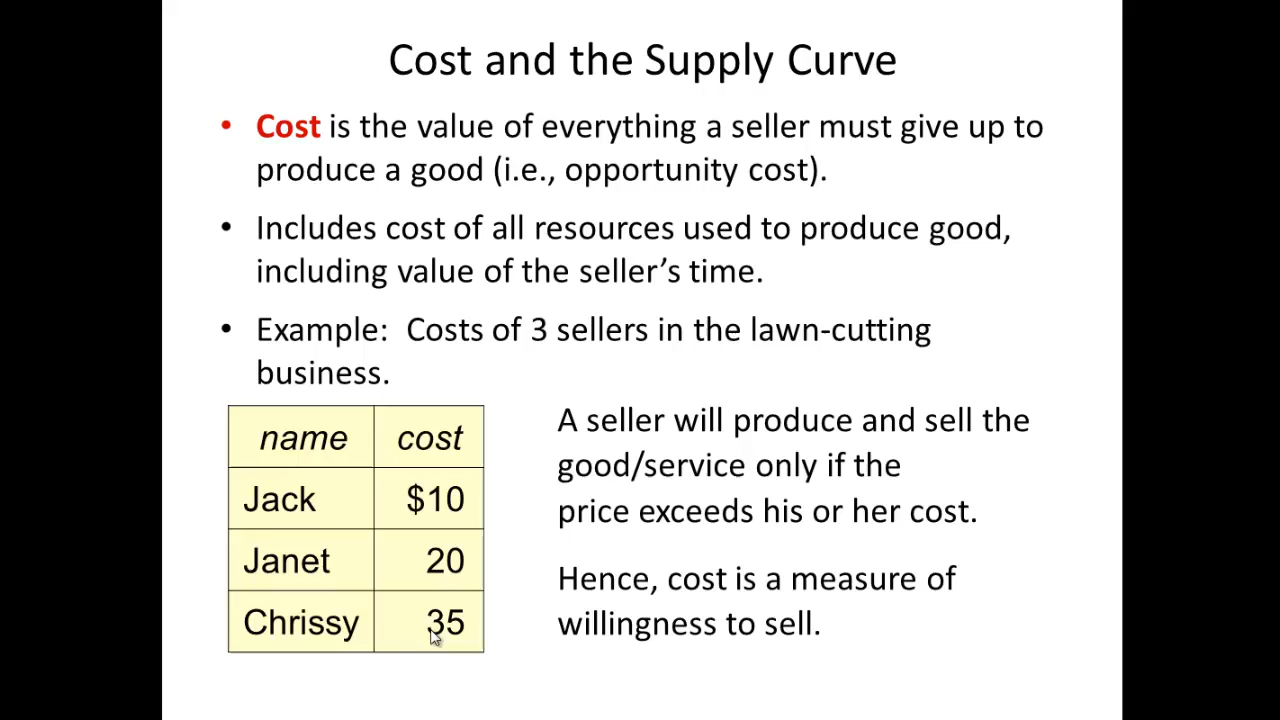 Cost and the Supply Curve
• Cost is the value of everything a seller must give up to
produce a good (i.e., opportunity cost).
• Includes cost of all resources used to produce good,
including value of the seller’s time.
• Example: Costs of 3 sellers in the lawn-cutting
business.
name cost
Jack $10
Janet 20
Chrissy 35
A seller will produce and sell the
good/service only if the
price exceeds his or her cost.
Hence, cost is a measure of
willingness to sell.